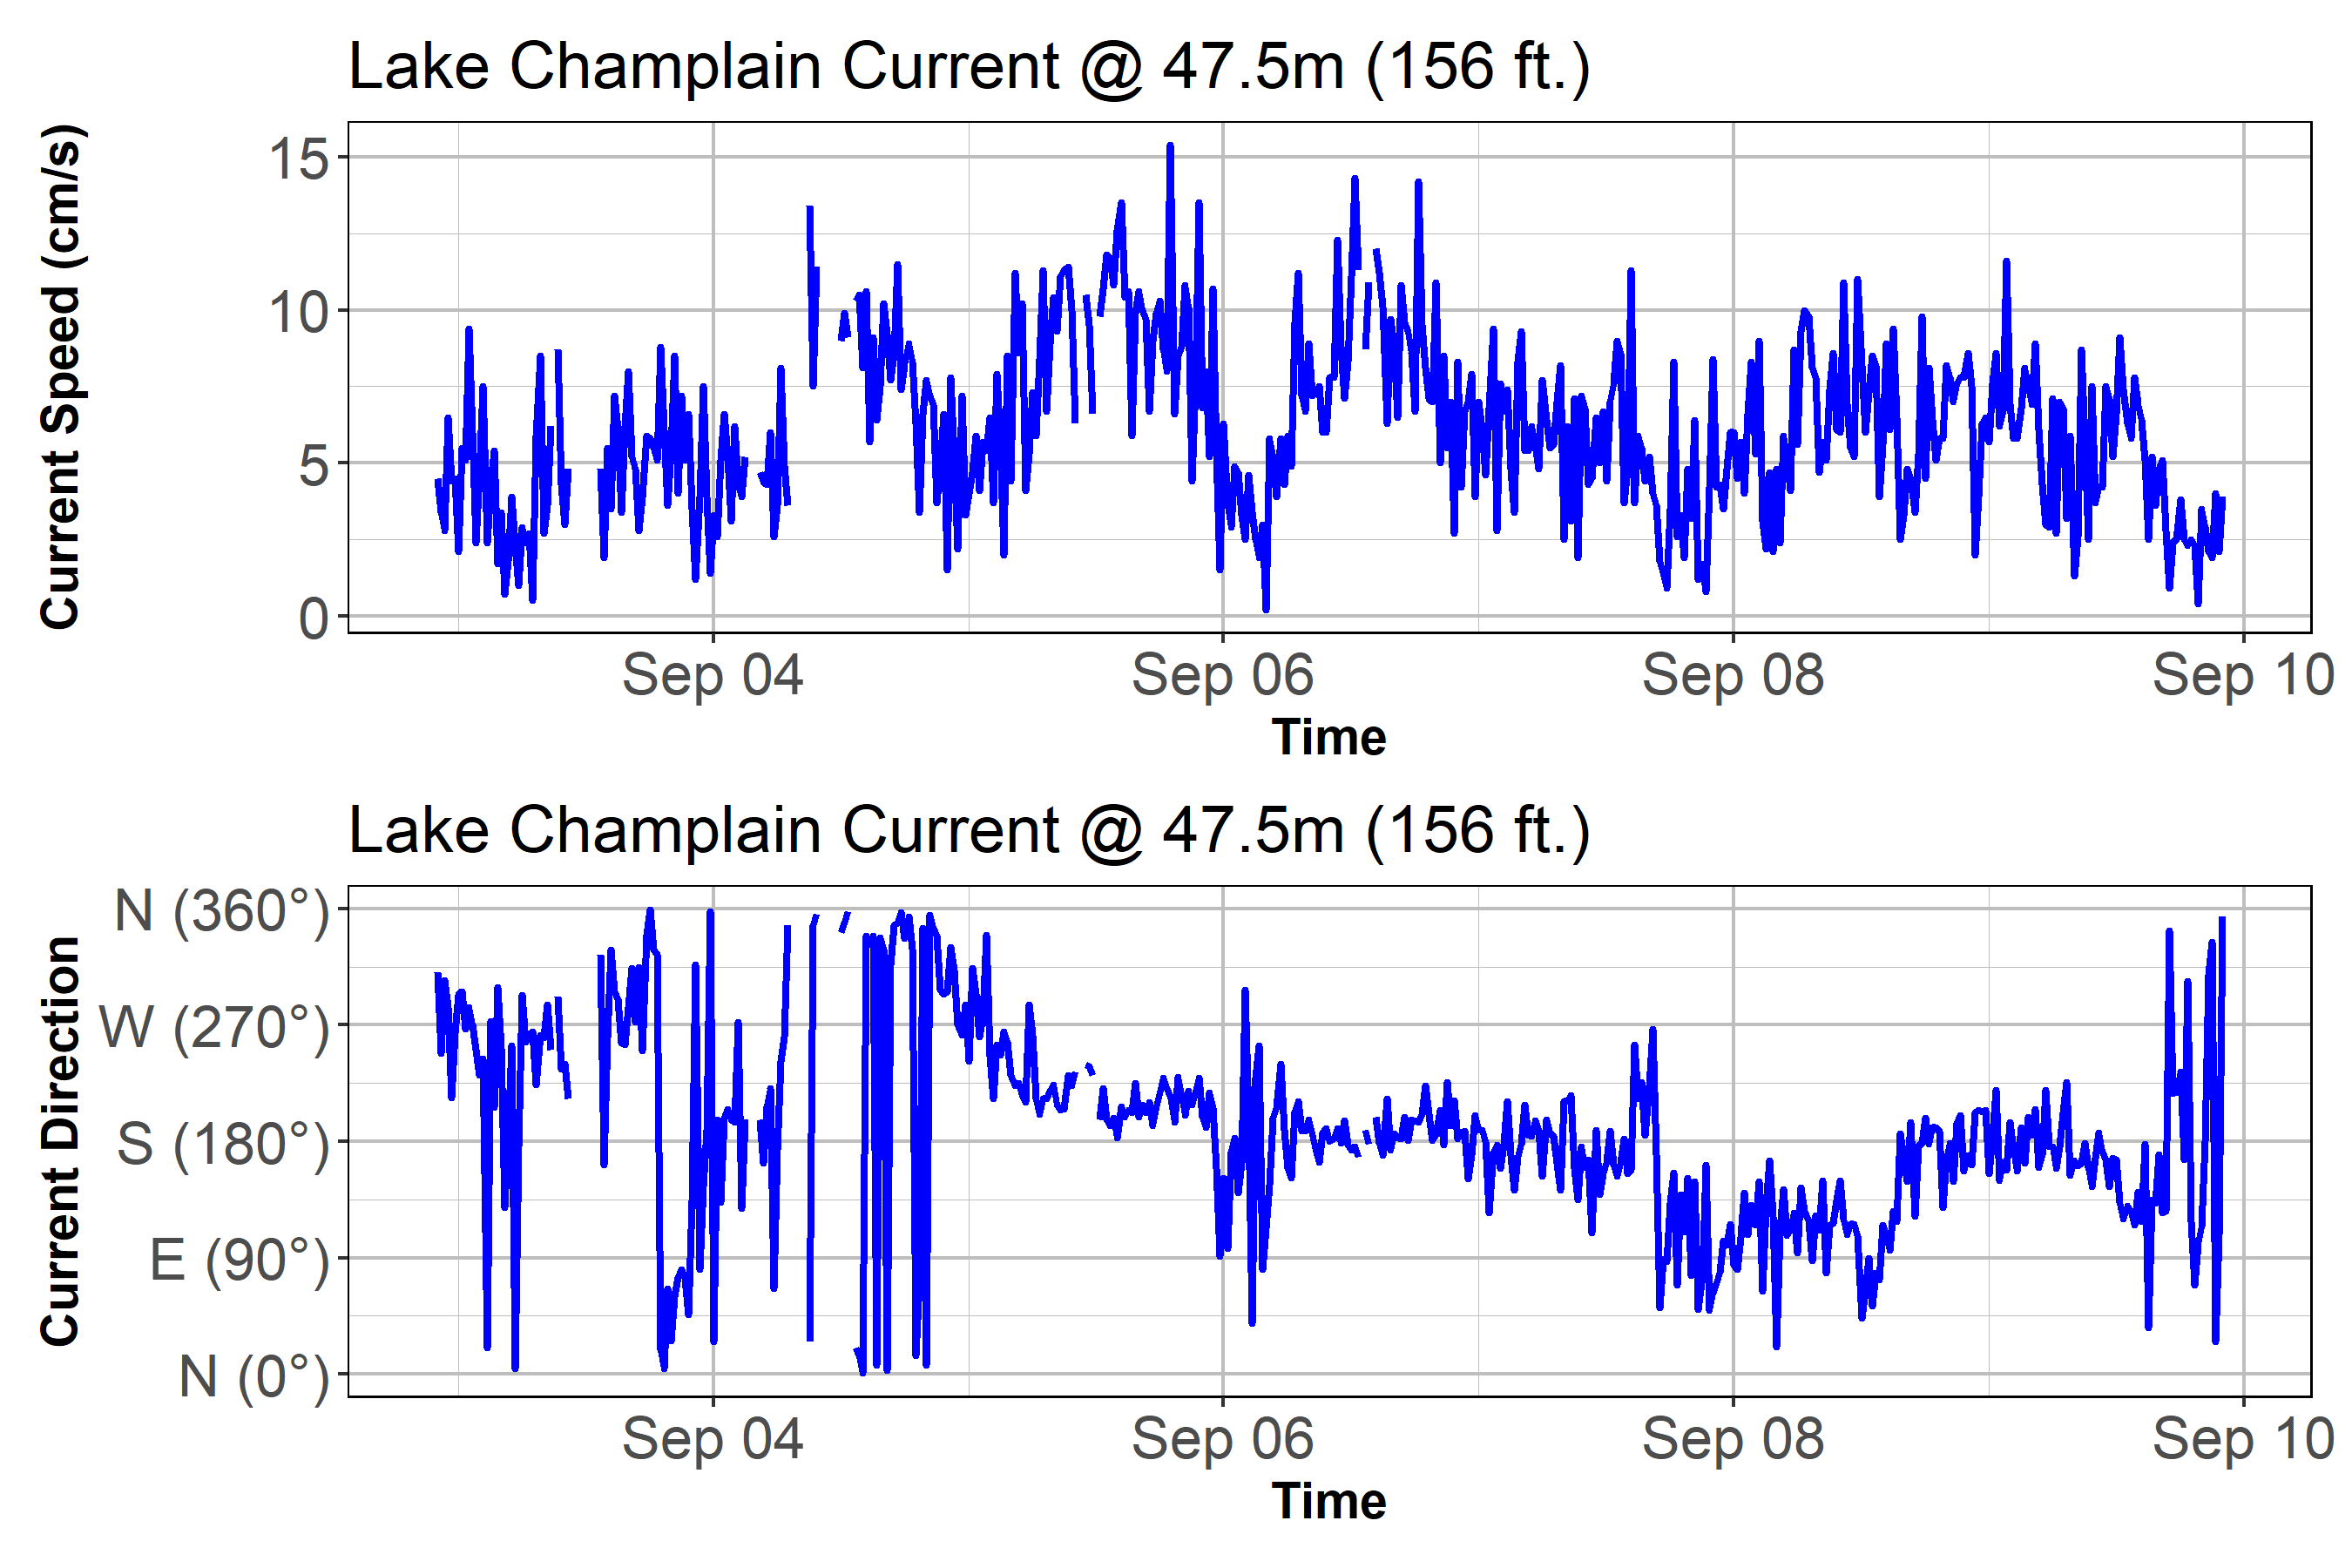 Lake Champlain Current @ 47.5m (156 ft.)
Current Speed (cm/s)
15
10
5
0
Sep 04 Sep 06 Sep 08 Sep 10
Time
Lake Champlain Current @ 47.5m (156 ft.)
Current Direction
N (360°)
W (270°)
S (180°)
E (90°)
N (0°)
Sep 04 Sep 06 Sep 08 Sep 10
Time